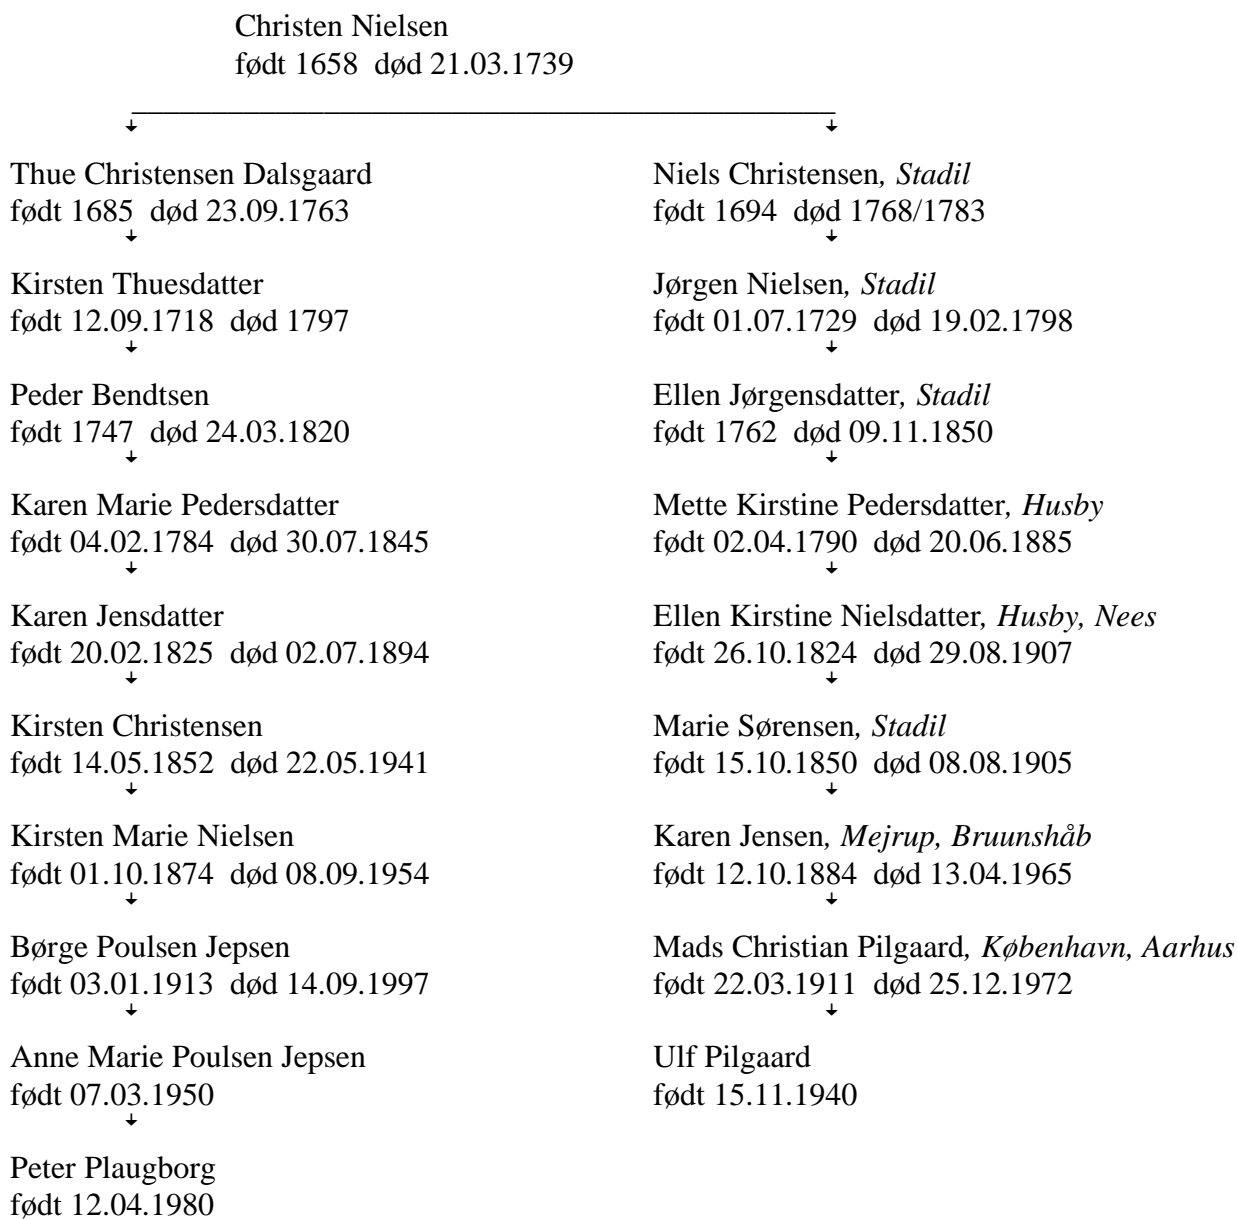 Christen Nielsen
født 1658 død 21.03.1739
Thue Christensen Dalsgaard
født 1685 død 23.09.1763
Niels Christensen, Stadil
født 1694 død 1768/1783
Kirsten Thuesdatter
født 12.09.1718 død 1797
Jørgen Nielsen, Stadil
født 01.07.1729 død 19.02.1798
Peder Bendtsen
født 1747 død 24.03.1820
Ellen Jørgensdatter, Stadil
født 1762 død 09.11.1850
Karen Marie Pedersdatter
født 04.02.1784 død 30.07.1845
Mette Kirstine Pedersdatter, Husby
født 02.04.1790 død 20.06.1885
Karen Jensdatter
født 20.02.1825 død 02.07.1894
Ellen Kirstine Nielsdatter, Husby, Nees
født 26.10.1824 død 29.08.1907
Kirsten Christensen
født 14.05.1852 død 22.05.1941
Marie Sørensen, Stadil
født 15.10.1850 død 08.08.1905
Kirsten Marie Nielsen
født 01.10.1874 død 08.09.1954
Karen Jensen, Mejrup, Bruunshåb
født 12.10.1884 død 13.04.1965
Børge Poulsen Jepsen
født 03.01.1913 død 14.09.1997
Mads Christian Pilgaard, København, Aarhus
født 22.03.1911 død 25.12.1972
Anne Marie Poulsen Jepsen
født 07.03.1950
Ulf Pilgaard
født 15.11.1940
Peter Plaugborg
født 12.04.1980